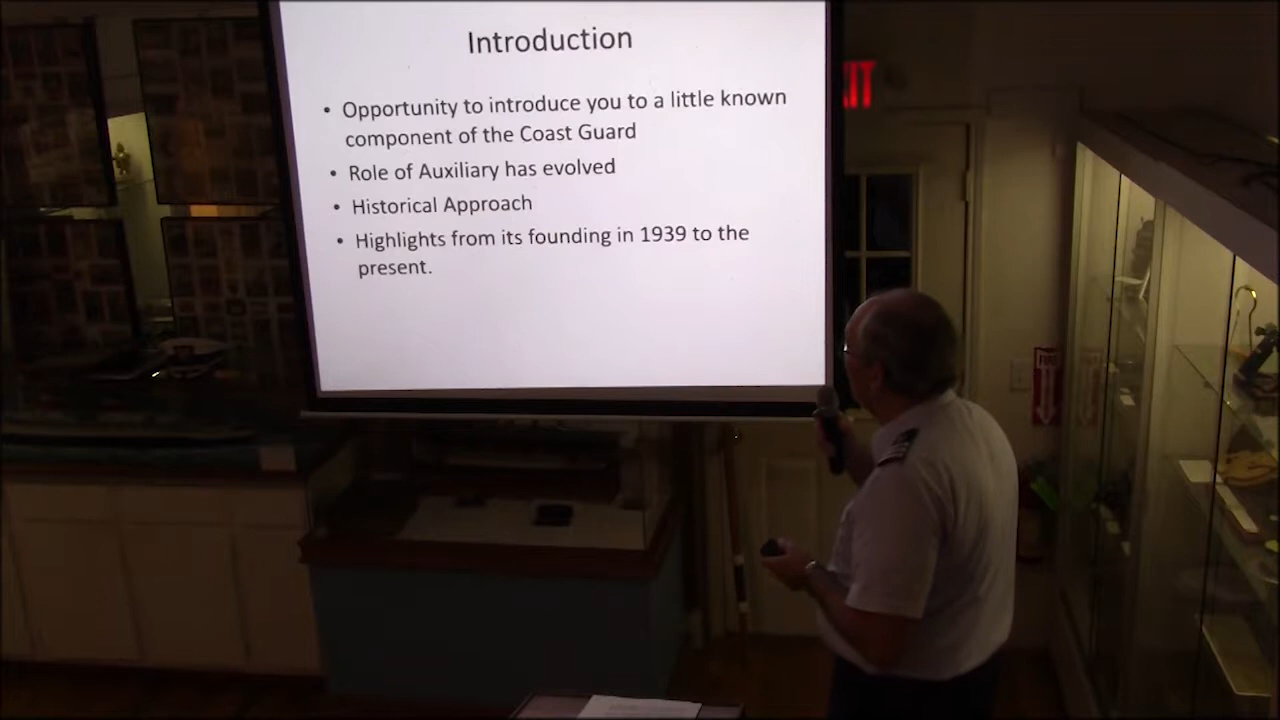 Introduction
• Opportunity to introduce you to a little known
component of the Coast Guard
• Role of Auxiliary has evolved
• Historical Approach
• Highlights from its founding in 1939 to the
present.
EXIT
FIRE